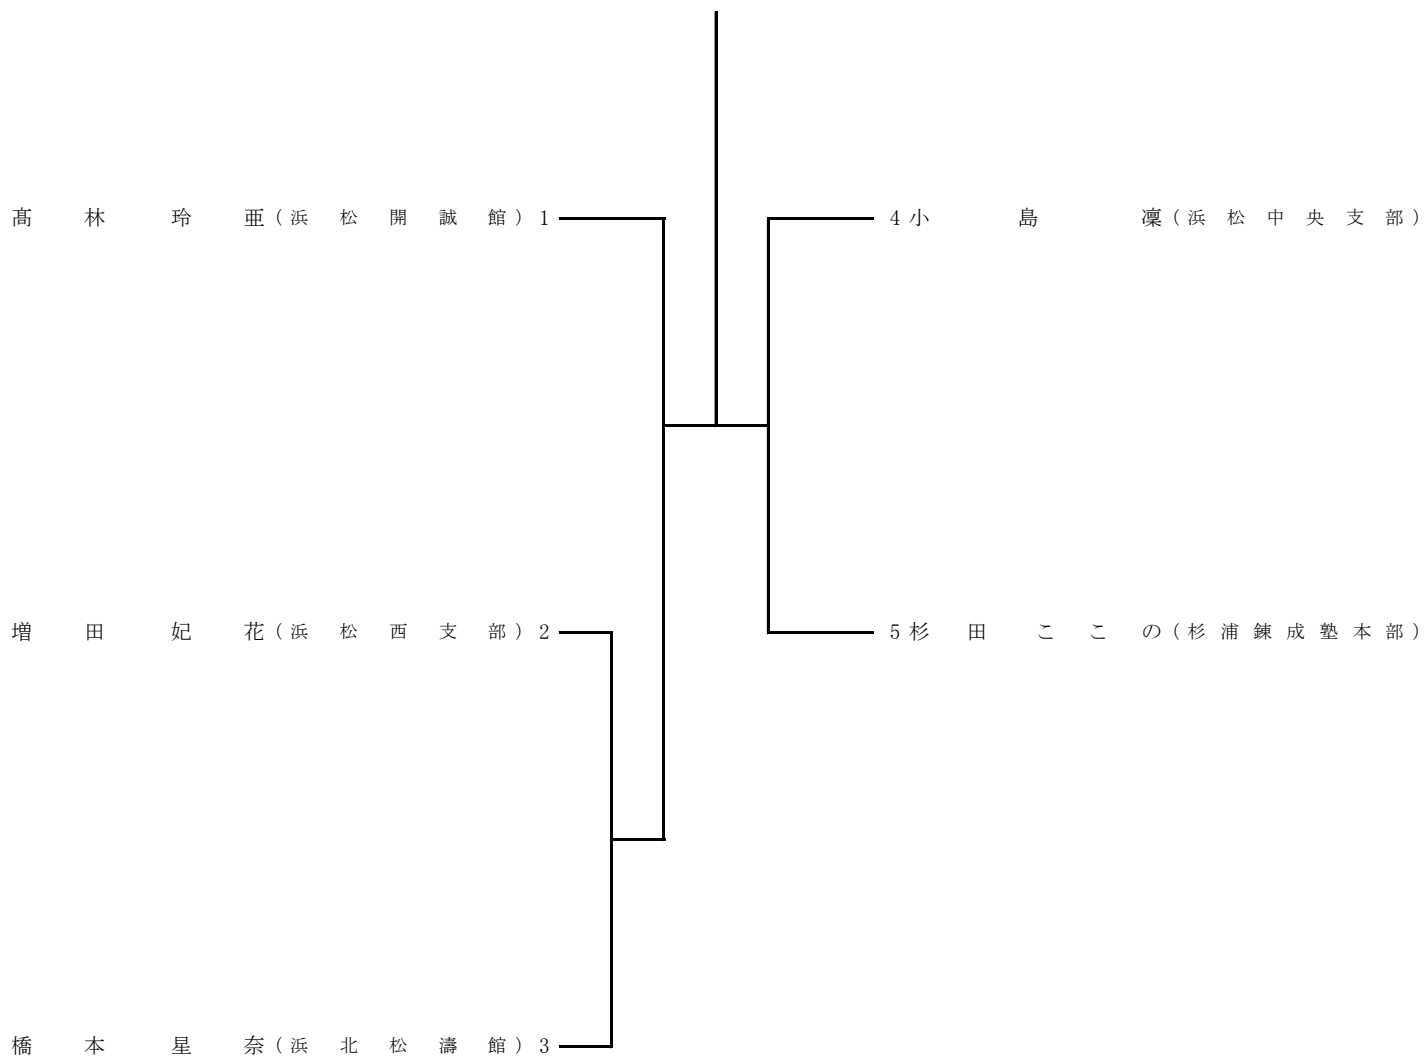 髙林玲亜(浜松開誠館) 1
増田妃花(浜松西支部) 2
橋本星奈(浜北松濤館) 3
4 小島凜(浜松中央支部)
5 杉田ここの(杉浦錬成塾本部)